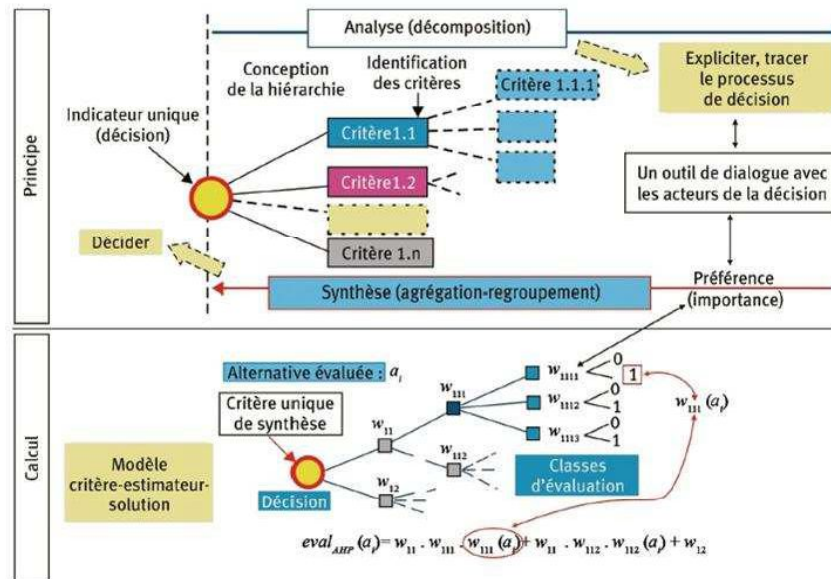 Principe
Analyse (décomposition)
Expliciter, tracer
le processus
de décision
Conception
de la hiérarchie
Identification
des critères
Critère 1.1.1
Indicateur unique
(décision)
Critère1.1
Critère1.2
Critère 1.n
Un outil de dialogue avec
les acteurs de la décision
Décider
Synthèse (agrégation-regroupement)
Préférence
(importance)
Calcul
Alternative évaluée : a_i
Critère unique
de synthèse
w_111
w_1111
0
1
w_1112
0
1
w_1113
0
1
w_111 (a_i)
w_11
w_112
w_12
Modèle
critère-estimateur-
solution
Décision
Classes
d'évaluation
eval_AHP (a_i) = w_11 . w_111 . w_111 (a_i) + w_11 . w_112 . w_112 (a_i) + w_12